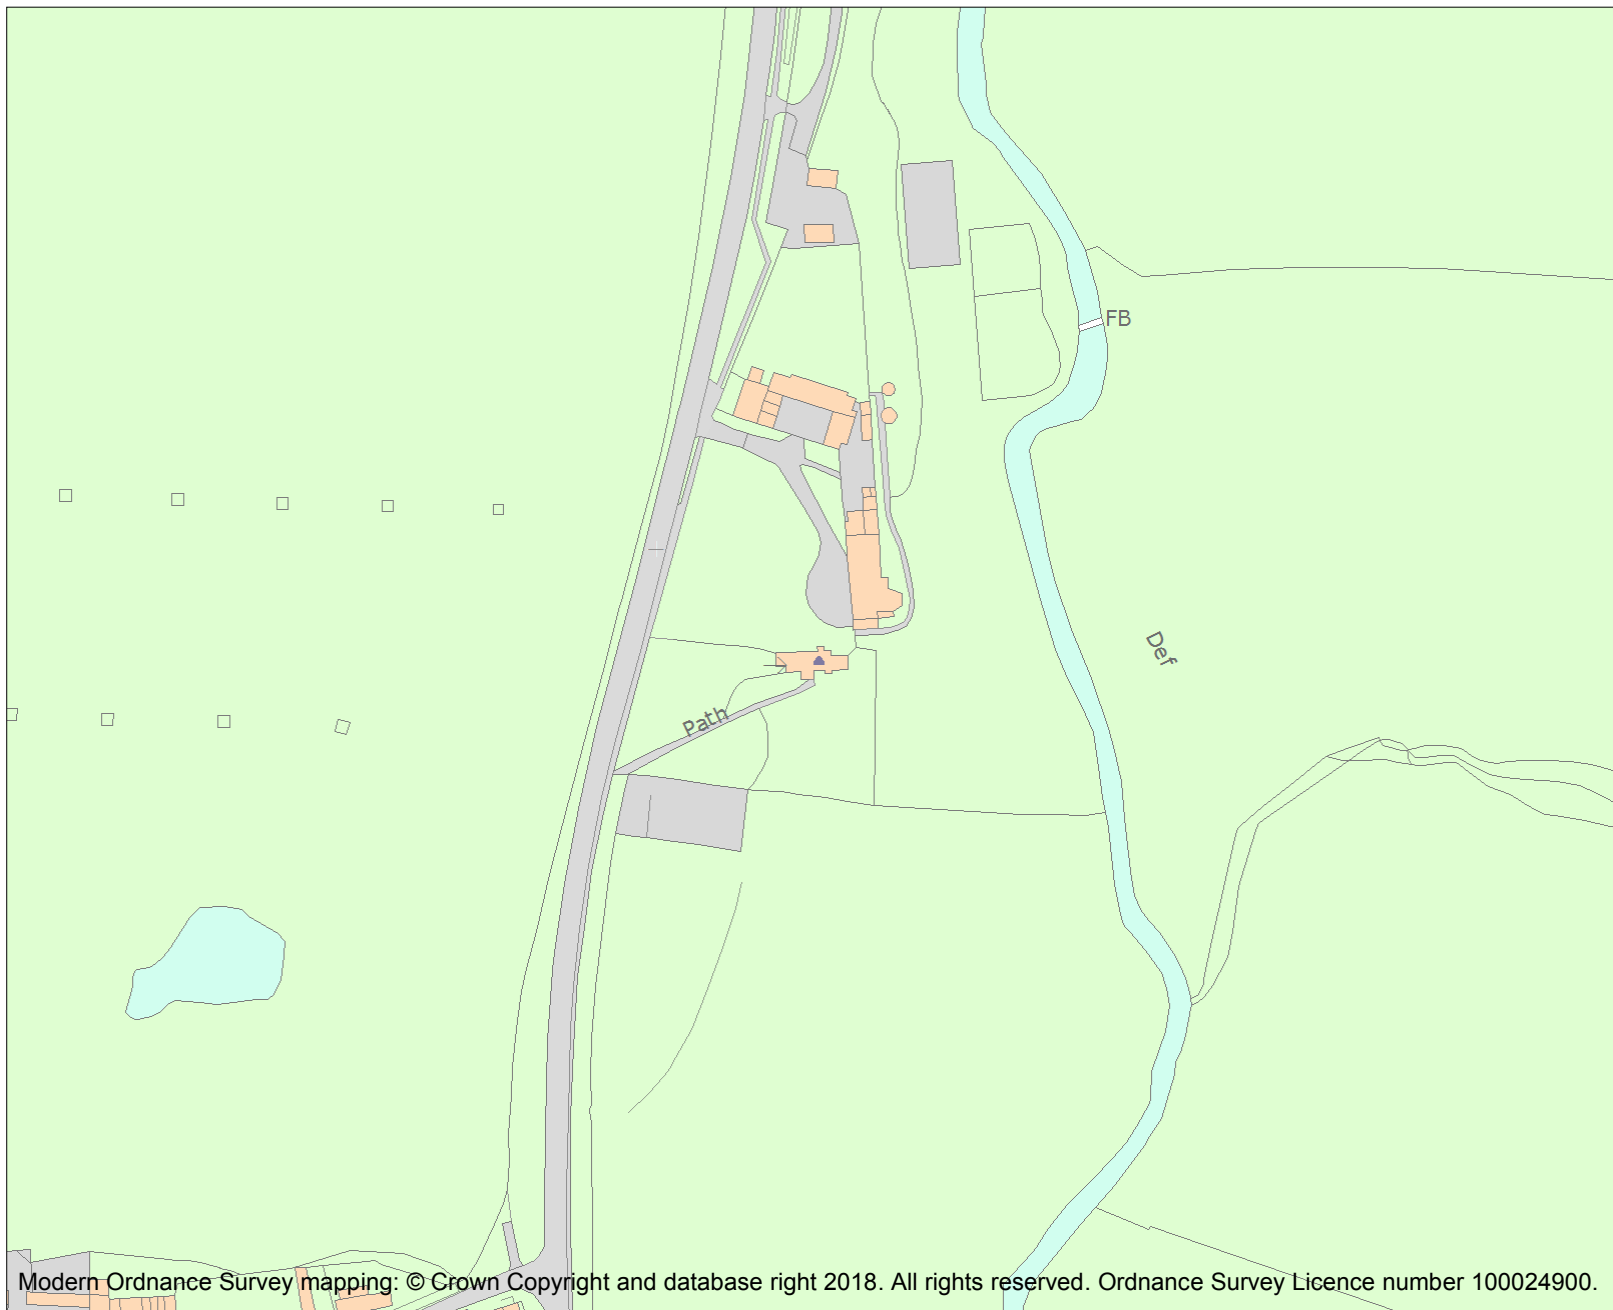 FB
Def
Path
Modern Ordnance Survey mapping: © Crown Copyright and database right 2018. All rights reserved. Ordnance Survey Licence number 100024900.